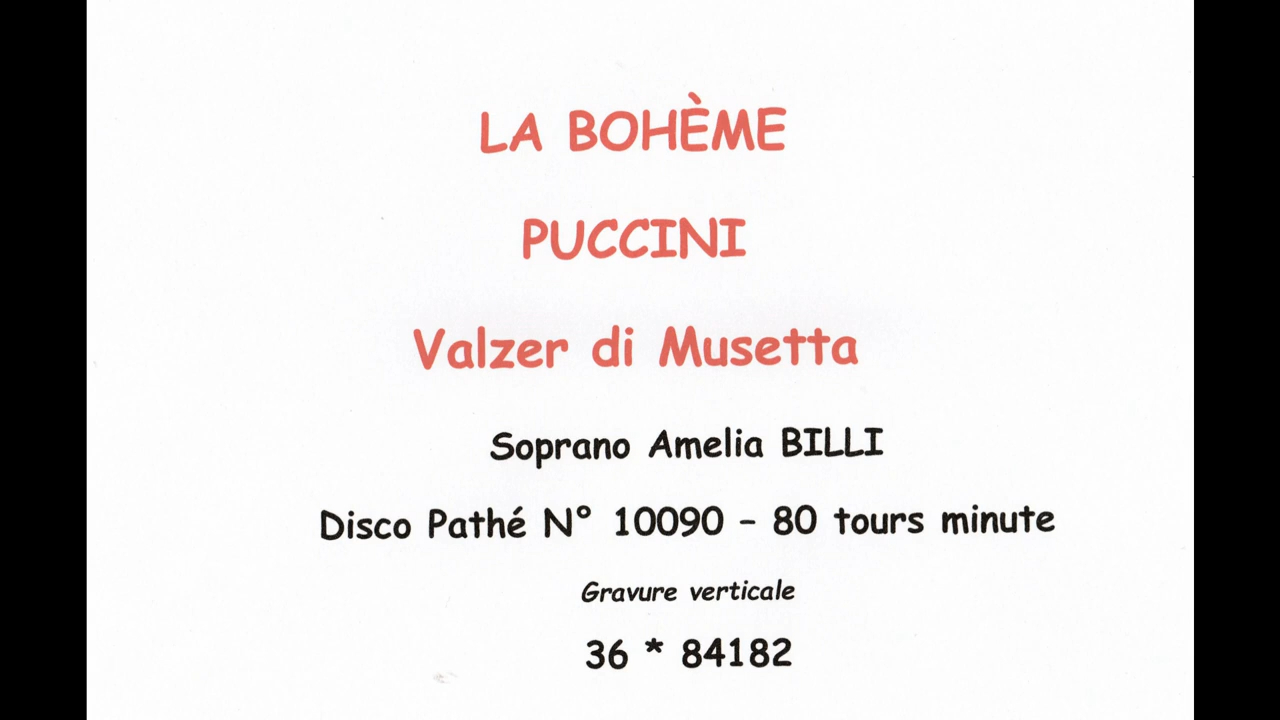 LA BOHÈME
PUCCINI
Valzer di Musetta
Soprano Amelia BILLI
Disco Pathé N° 10090 – 80 tours minute
Gravure verticale
36 * 84182